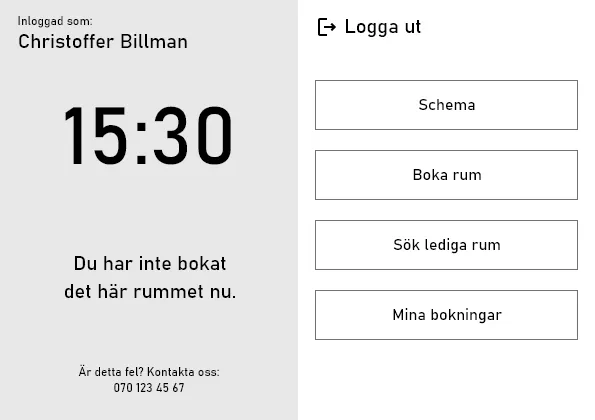 Inloggad som:
Christoffer Billman
15:30
Du har inte bokat
det här rummet nu.
Är detta fel? Kontakta oss:
070 123 45 67
Logga ut
Schema
Boka rum
Sök lediga rum
Mina bokningar